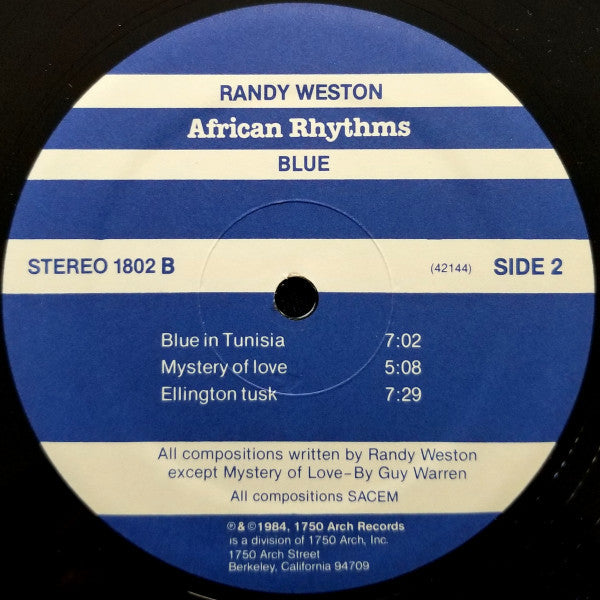 RANDY WESTON
African Rhythms
BLUE
STEREO 1802 B (42144) SIDE 2
Blue in Tunisia 7:02
Mystery of love 5:08
Ellington tusk 7:29
All compositions written by Randy Weston
except Mystery of Love–By Guy Warren
All compositions SACEM
℗ & © 1984, 1750 Arch Records
is a division of 1750 Arch, Inc.
1750 Arch Street
Berkeley, California 94709